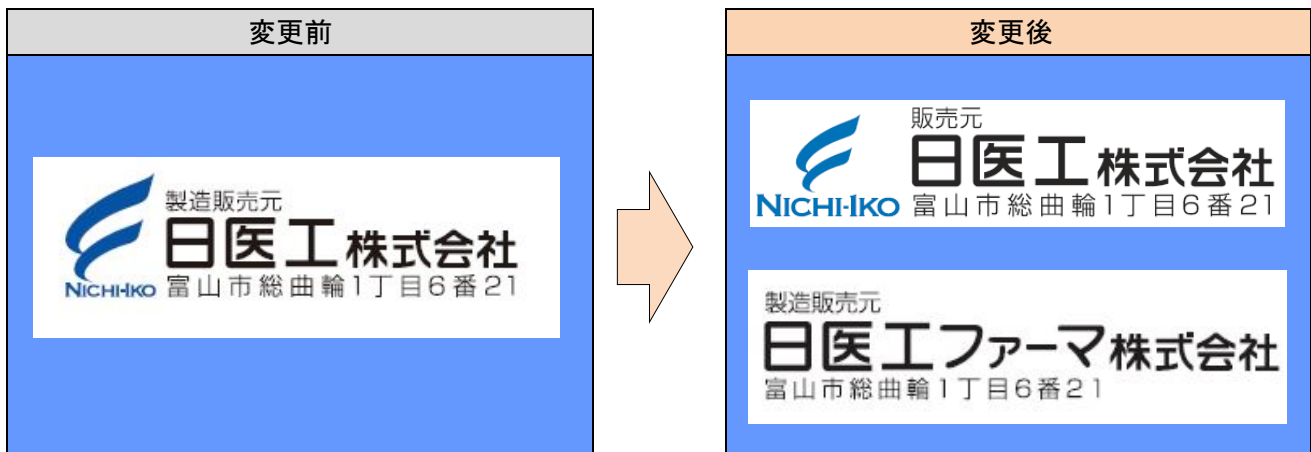 変更前
製造販売元
日医工株式会社
NICHI-IKO
富山市総曲輪1丁目6番21
変更後
販売元
日医工株式会社
NICHI-IKO
富山市総曲輪1丁目6番21
製造販売元
日医工ファーマ株式会社
富山市総曲輪1丁目6番21